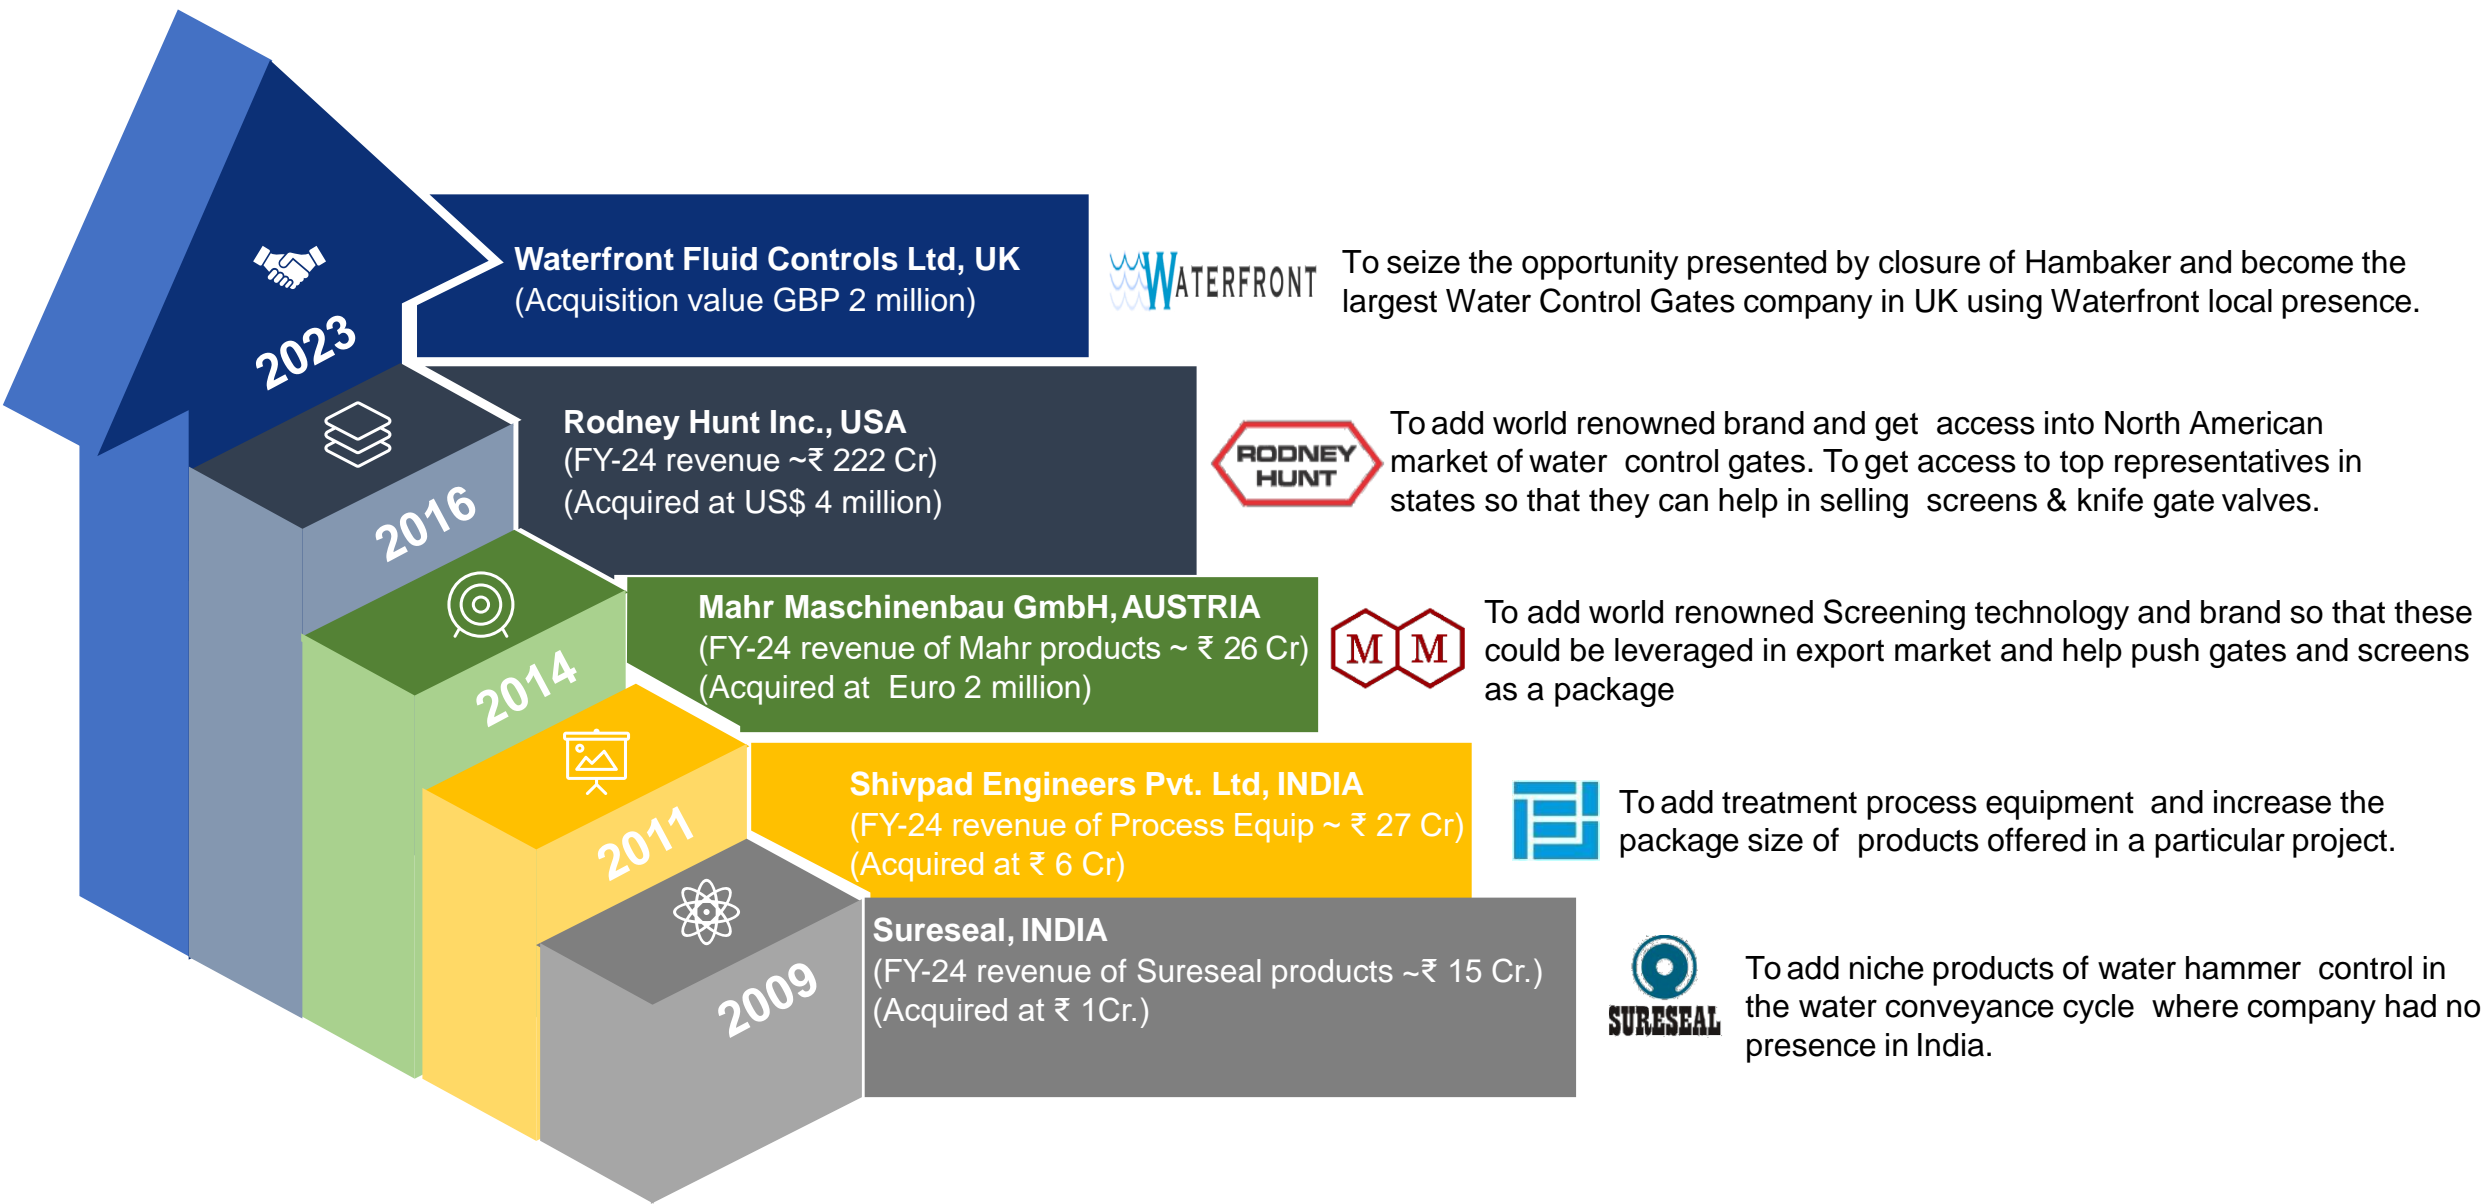 2023
Waterfront Fluid Controls Ltd, UK
(Acquisition value GBP 2 million)
WATERFRONT
To seize the opportunity presented by closure of Hambaker and become the
largest Water Control Gates company in UK using Waterfront local presence.
2016
Rodney Hunt Inc., USA
(FY-24 revenue ~₹ 222 Cr)
(Acquired at US$ 4 million)
RODNEY
HUNT
To add world renowned brand and get access into North American
market of water control gates. To get access to top representatives in
states so that they can help in selling screens & knife gate valves.
2014
Mahr Maschinenbau GmbH, AUSTRIA
(FY-24 revenue of Mahr products ~ ₹ 26 Cr)
(Acquired at Euro 2 million)
M M
To add world renowned Screening technology and brand so that these
could be leveraged in export market and help push gates and screens
as a package
2011
Shivpad Engineers Pvt. Ltd, INDIA
(FY-24 revenue of Process Equip ~ ₹ 27 Cr)
(Acquired at ₹ 6 Cr)
To add treatment process equipment and increase the
package size of products offered in a particular project.
2009
Sureseal, INDIA
(FY-24 revenue of Sureseal products ~₹ 15 Cr.)
(Acquired at ₹ 1Cr.)
SURESEAL
To add niche products of water hammer control in
the water conveyance cycle where company had no
presence in India.